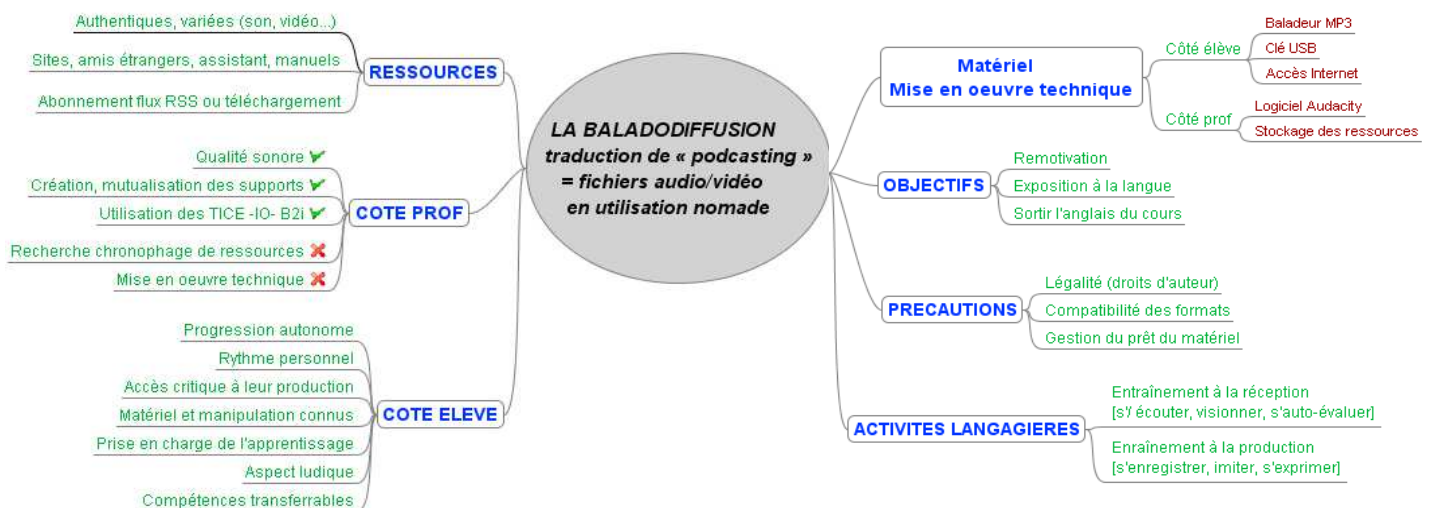 LA BALADODIFFUSION
traduction de « podcasting »
= fichiers audio/vidéo
en utilisation nomade
RESSOURCES
Authentiques, variées (son, vidéo...)
Sites, amis étrangers, assistant, manuels
Abonnement flux RSS ou téléchargement
COTE PROF
Qualité sonore
Création, mutualisation des supports
Utilisation des TICE -IO- B2i
Recherche chronophage de ressources
Mise en oeuvre technique
COTE ELEVE
Progression autonome
Rythme personnel
Accès critique à leur production
Matériel et manipulation connus
Prise en charge de l'apprentissage
Aspect ludique
Compétences transferrables
Matériel
Mise en oeuvre technique
Côté élève
Baladeur MP3
Clé USB
Accès Internet
Côté prof
Logiciel Audacity
Stockage des ressources
OBJECTIFS
Remotivation
Exposition à la langue
Sortir l'anglais du cours
PRECAUTIONS
Légalité (droits d'auteur)
Compatibilité des formats
Gestion du prêt du matériel
ACTIVITES LANGAGIERES
Entraînement à la réception
[s'/ écouter, visionner, s'auto-évaluer]
Enraînement à la production
[s'enregistrer, imiter, s'exprimer]